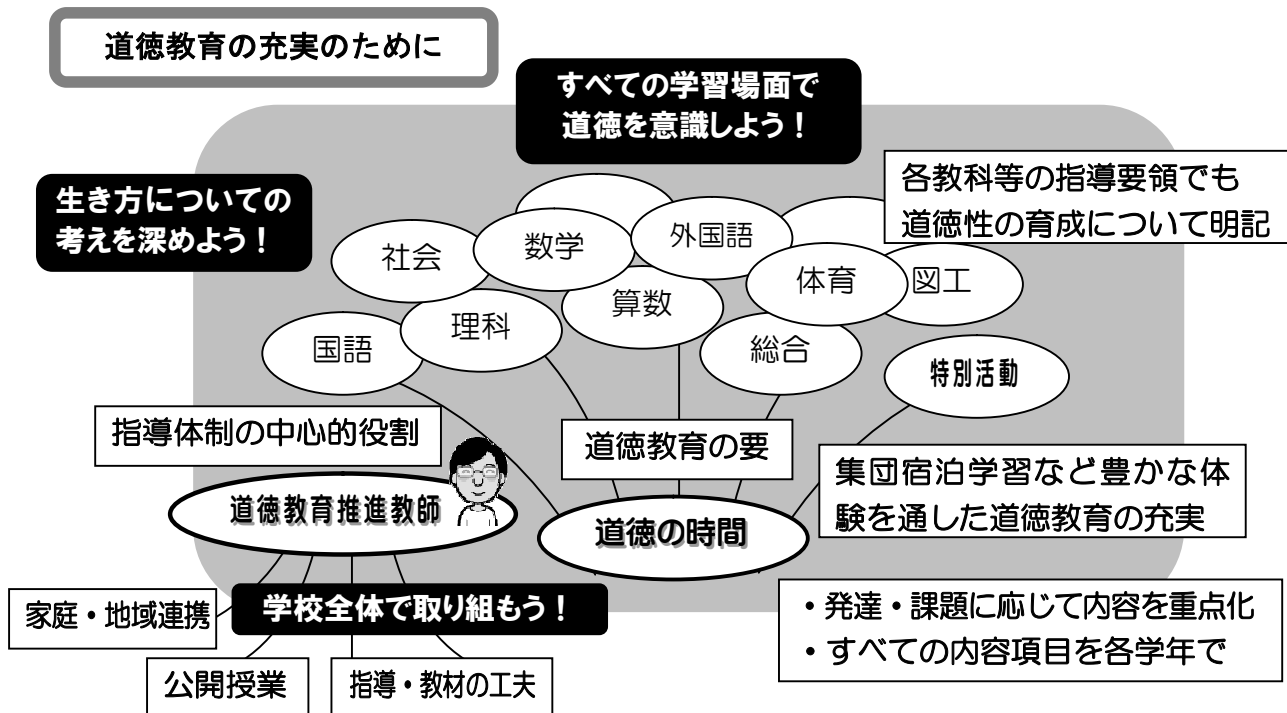 道徳教育の充実のために
すべての学習場面で
道徳を意識しよう！
生き方についての
考えを深めよう！
各教科等の指導要領でも
道徳性の育成について明記
社会
数学
外国語
体育
図工
国語
理科
算数
総合
特別活動
指導体制の中心的役割
道徳教育の要
集団宿泊学習など豊かな体
験を通した道徳教育の充実
道徳教育推進教師
道徳の時間
家庭・地域連携
学校全体で取り組もう！
・発達・課題に応じて内容を重点化
・すべての内容項目を各学年で
公開授業
指導・教材の工夫